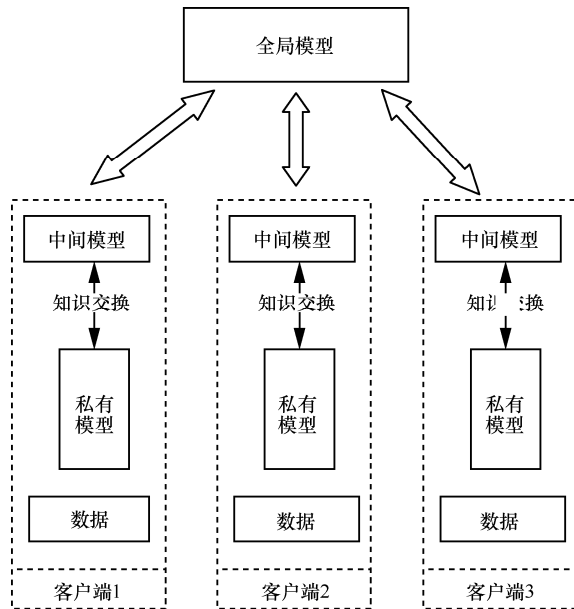 全局模型
中间模型
中间模型
中间模型
知识交换
知识交换
知识 换
私有
模型
私有
模型
私有
模型
数据
数据
数据
客户端1
客户端2
客户端3